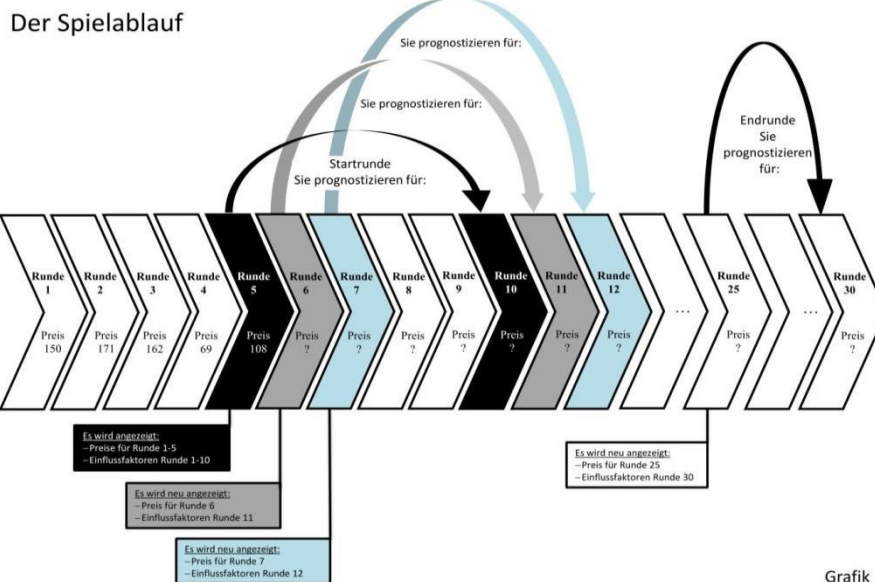 Der Spielablauf
Sie prognostizieren für:
Sie prognostizieren für:
Startrunde
Sie prognostizieren für:
Endrunde
Sie
prognostizieren
für:
Runde
1
Preis
150
Runde
2
Preis
171
Runde
3
Preis
162
Runde
4
Preis
69
Runde
5
Preis
108
Runde
6
Preis
?
Runde
7
Preis
?
Runde
8
Preis
?
Runde
9
Preis
?
Runde
10
Preis
?
Runde
11
Preis
?
Runde
12
Preis
?
...
Runde
25
Preis
?
...
Runde
30
Preis
?
Es wird angezeigt:
–Preise für Runde 1-5
–Einflussfaktoren Runde 1-10
Es wird neu angezeigt:
–Preis für Runde 6
–Einflussfaktoren Runde 11
Es wird neu angezeigt:
–Preis für Runde 7
–Einflussfaktoren Runde 12
Es wird neu angezeigt:
–Preis für Runde 25
–Einflussfaktoren Runde 30
Grafik